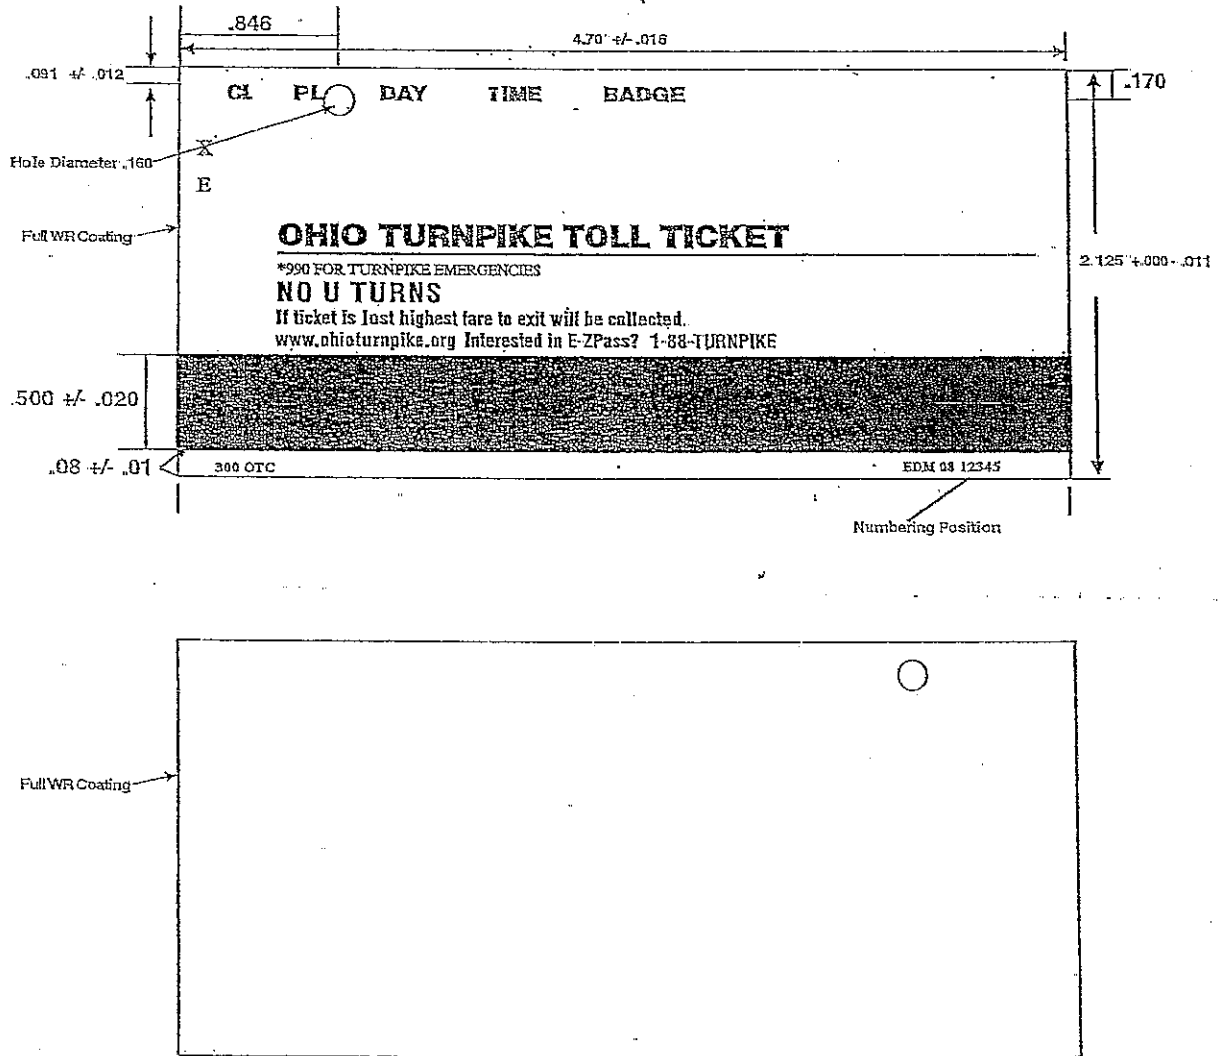 .846
4.70" +/-.016
.091 +/- .012
.170
CL PL DAY TIME BADGE
X
Hole Diameter .160
E
Full WR Coating
OHIO TURNPIKE TOLL TICKET
2.125"+.000-.011
*990 FOR TURNPIKE EMERGENCIES
NO U TURNS
If ticket is lost highest fare to exit will be collected.
www.ohioturnpike.org Interested in E-ZPass? 1-88-TURNPIKE
.500 +/- .020
.08 +/- .01
300 OTC
EDM 08 12345
Numbering Position
Full WR Coating